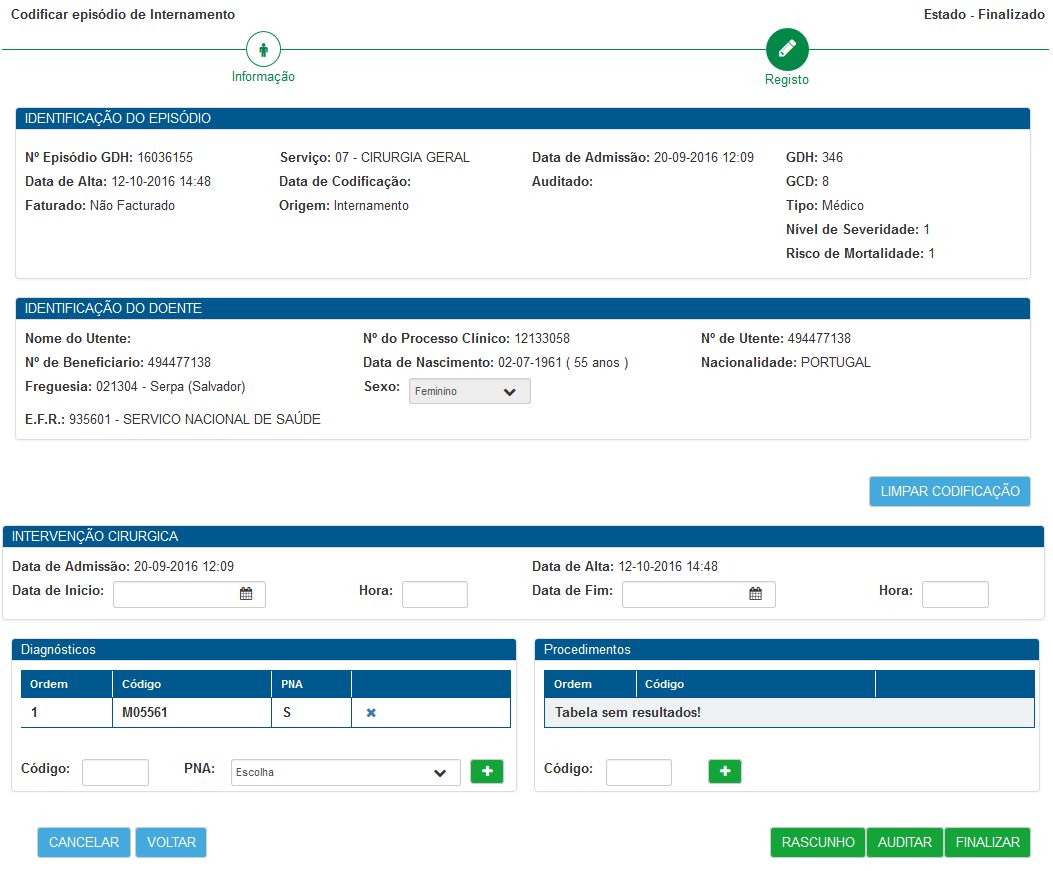 Codificar episódio de Internamento Estado - Finalizado
Informação
Registo
IDENTIFICAÇÃO DO EPISÓDIO
Nº Episódio GDH: 16036155 Serviço: 07 - CIRURGIA GERAL Data de Admissão: 20-09-2016 12:09 GDH: 346
Data de Alta: 12-10-2016 14:48 Data de Codificação: Auditado: GCD: 8
Faturado: Não Facturado Origem: Internamento Tipo: Médico
Nível de Severidade: 1
Risco de Mortalidade: 1
IDENTIFICAÇÃO DO DOENTE
Nome do Utente: Nº do Processo Clínico: 12133058 Nº de Utente: 494477138
Nº de Beneficiario: 494477138 Data de Nascimento: 02-07-1961 ( 55 anos ) Nacionalidade: PORTUGAL
Freguesia: 021304 - Serpa (Salvador) Sexo: Feminino
E.F.R.: 935601 - SERVICO NACIONAL DE SAÚDE
LIMPAR CODIFICAÇÃO
INTERVENÇÃO CIRURGICA
Data de Admissão: 20-09-2016 12:09 Data de Alta: 12-10-2016 14:48
Data de Inicio: Hora: Data de Fim: Hora:
Diagnósticos
Ordem Código PNA
1 M05561 S
Código: PNA: Escolha
Procedimentos
Ordem Código
Tabela sem resultados!
Código:
CANCELAR VOLTAR RASCUNHO AUDITAR FINALIZAR